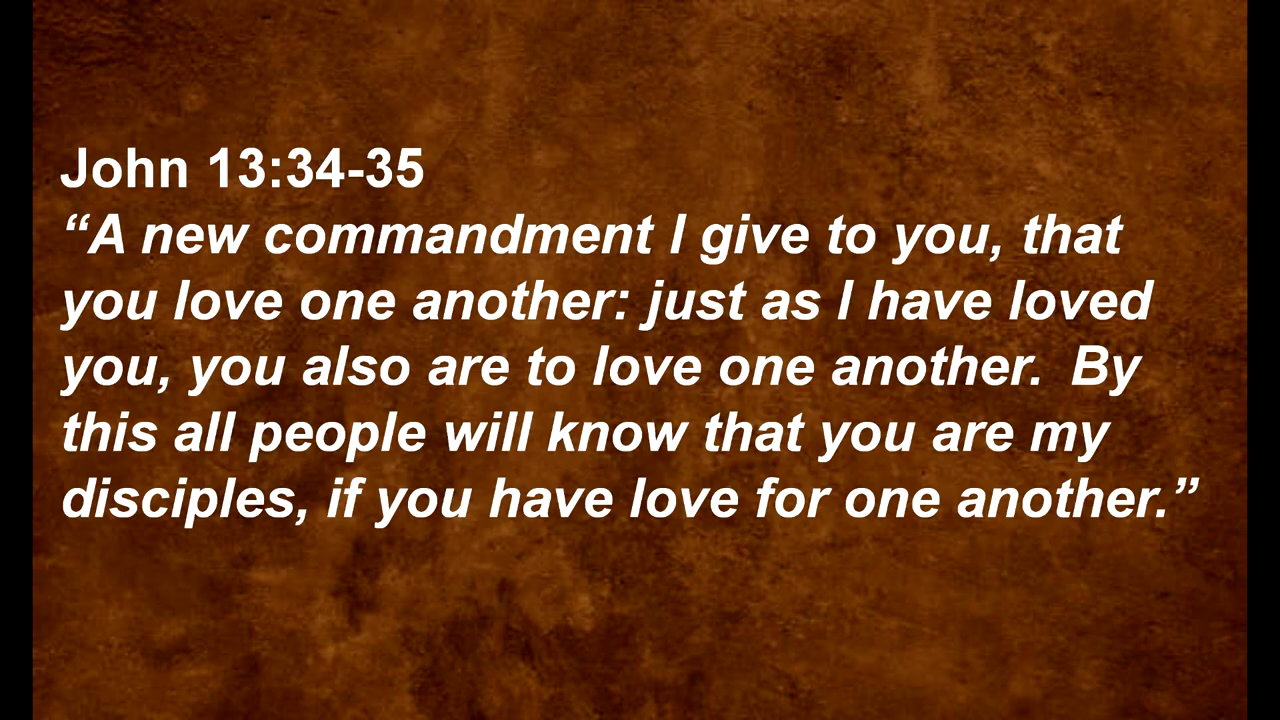 John 13:34-35
“A new commandment I give to you, that
you love one another: just as I have loved
you, you also are to love one another.  By
this all people will know that you are my
disciples, if you have love for one another.”